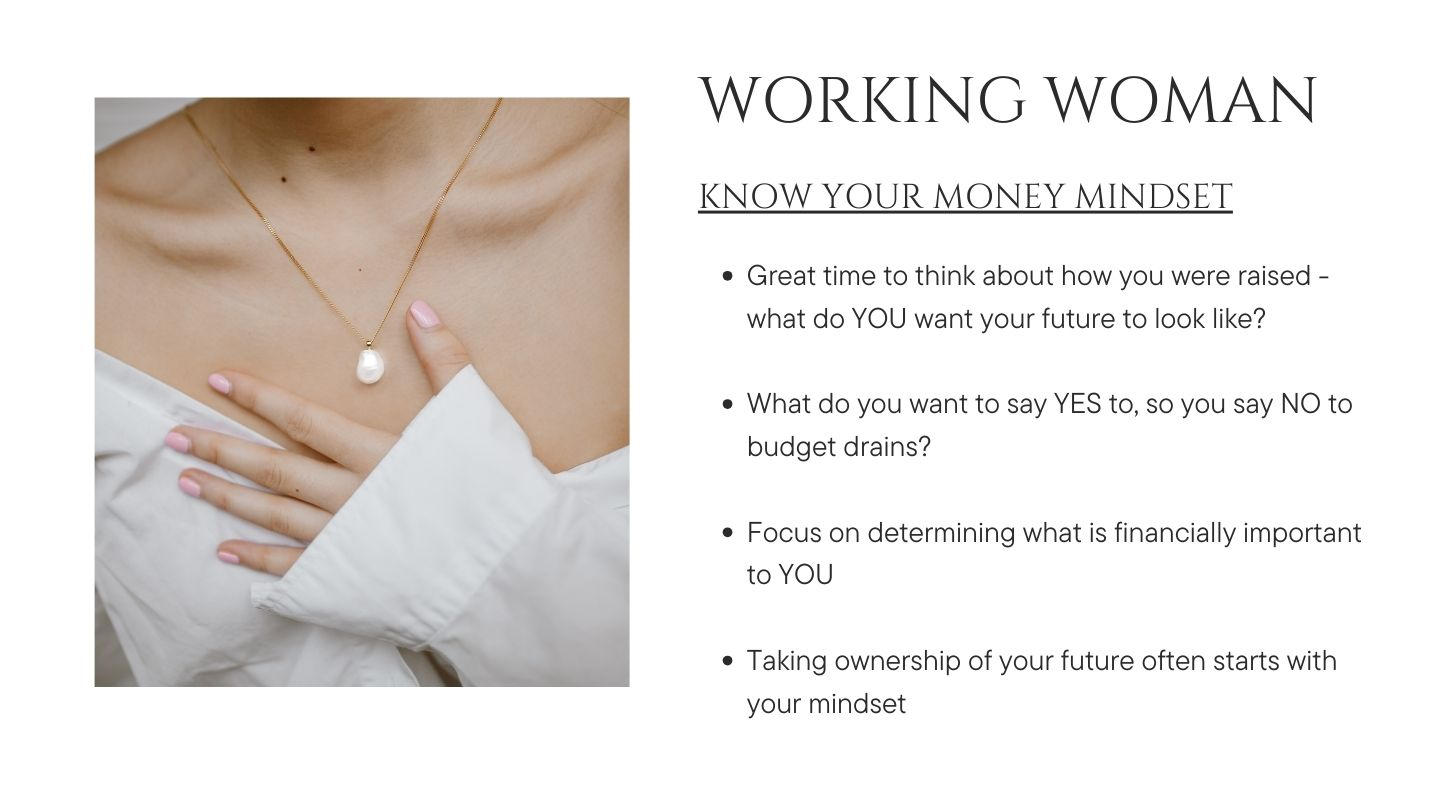 WORKING WOMAN
KNOW YOUR MONEY MINDSET
• Great time to think about how you were raised -
what do YOU want your future to look like?
• What do you want to say YES to, so you say NO to
budget drains?
• Focus on determining what is financially important
to YOU
• Taking ownership of your future often starts with
your mindset